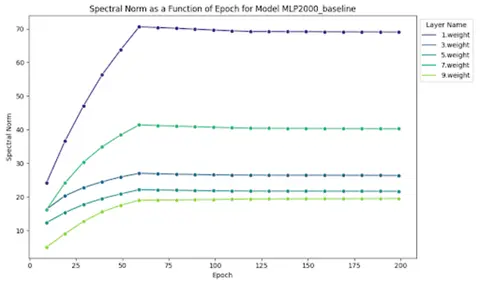 Spectral Norm as a Function of Epoch for Model MLP2000_baseline
Layer Name
1.weight
3.weight
5.weight
7.weight
9.weight
Spectral Norm
70
60
50
40
30
20
10
0
25
50
75
100
125
150
175
200
Epoch